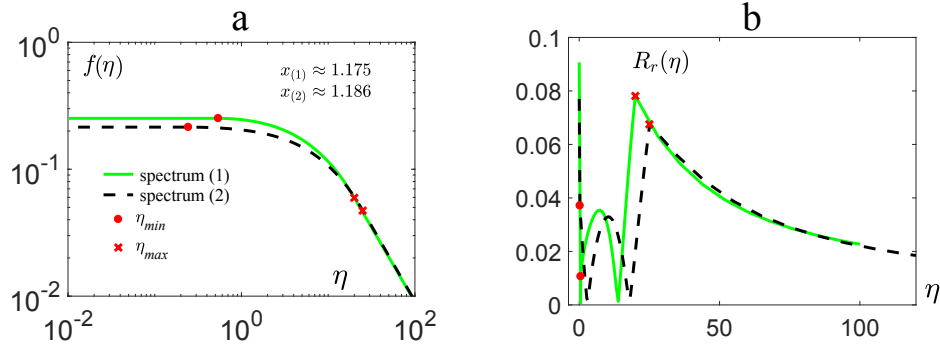 a
10^0
f(η)
x_(1) ≈ 1.175
x_(2) ≈ 1.186
10^-1
spectrum (1)
spectrum (2)
η_min
η_max
η
10^-2
10^-2
10^0
10^2
b
0.1
R_r(η)
0.08
0.06
0.04
0.02
0
0
50
100
η